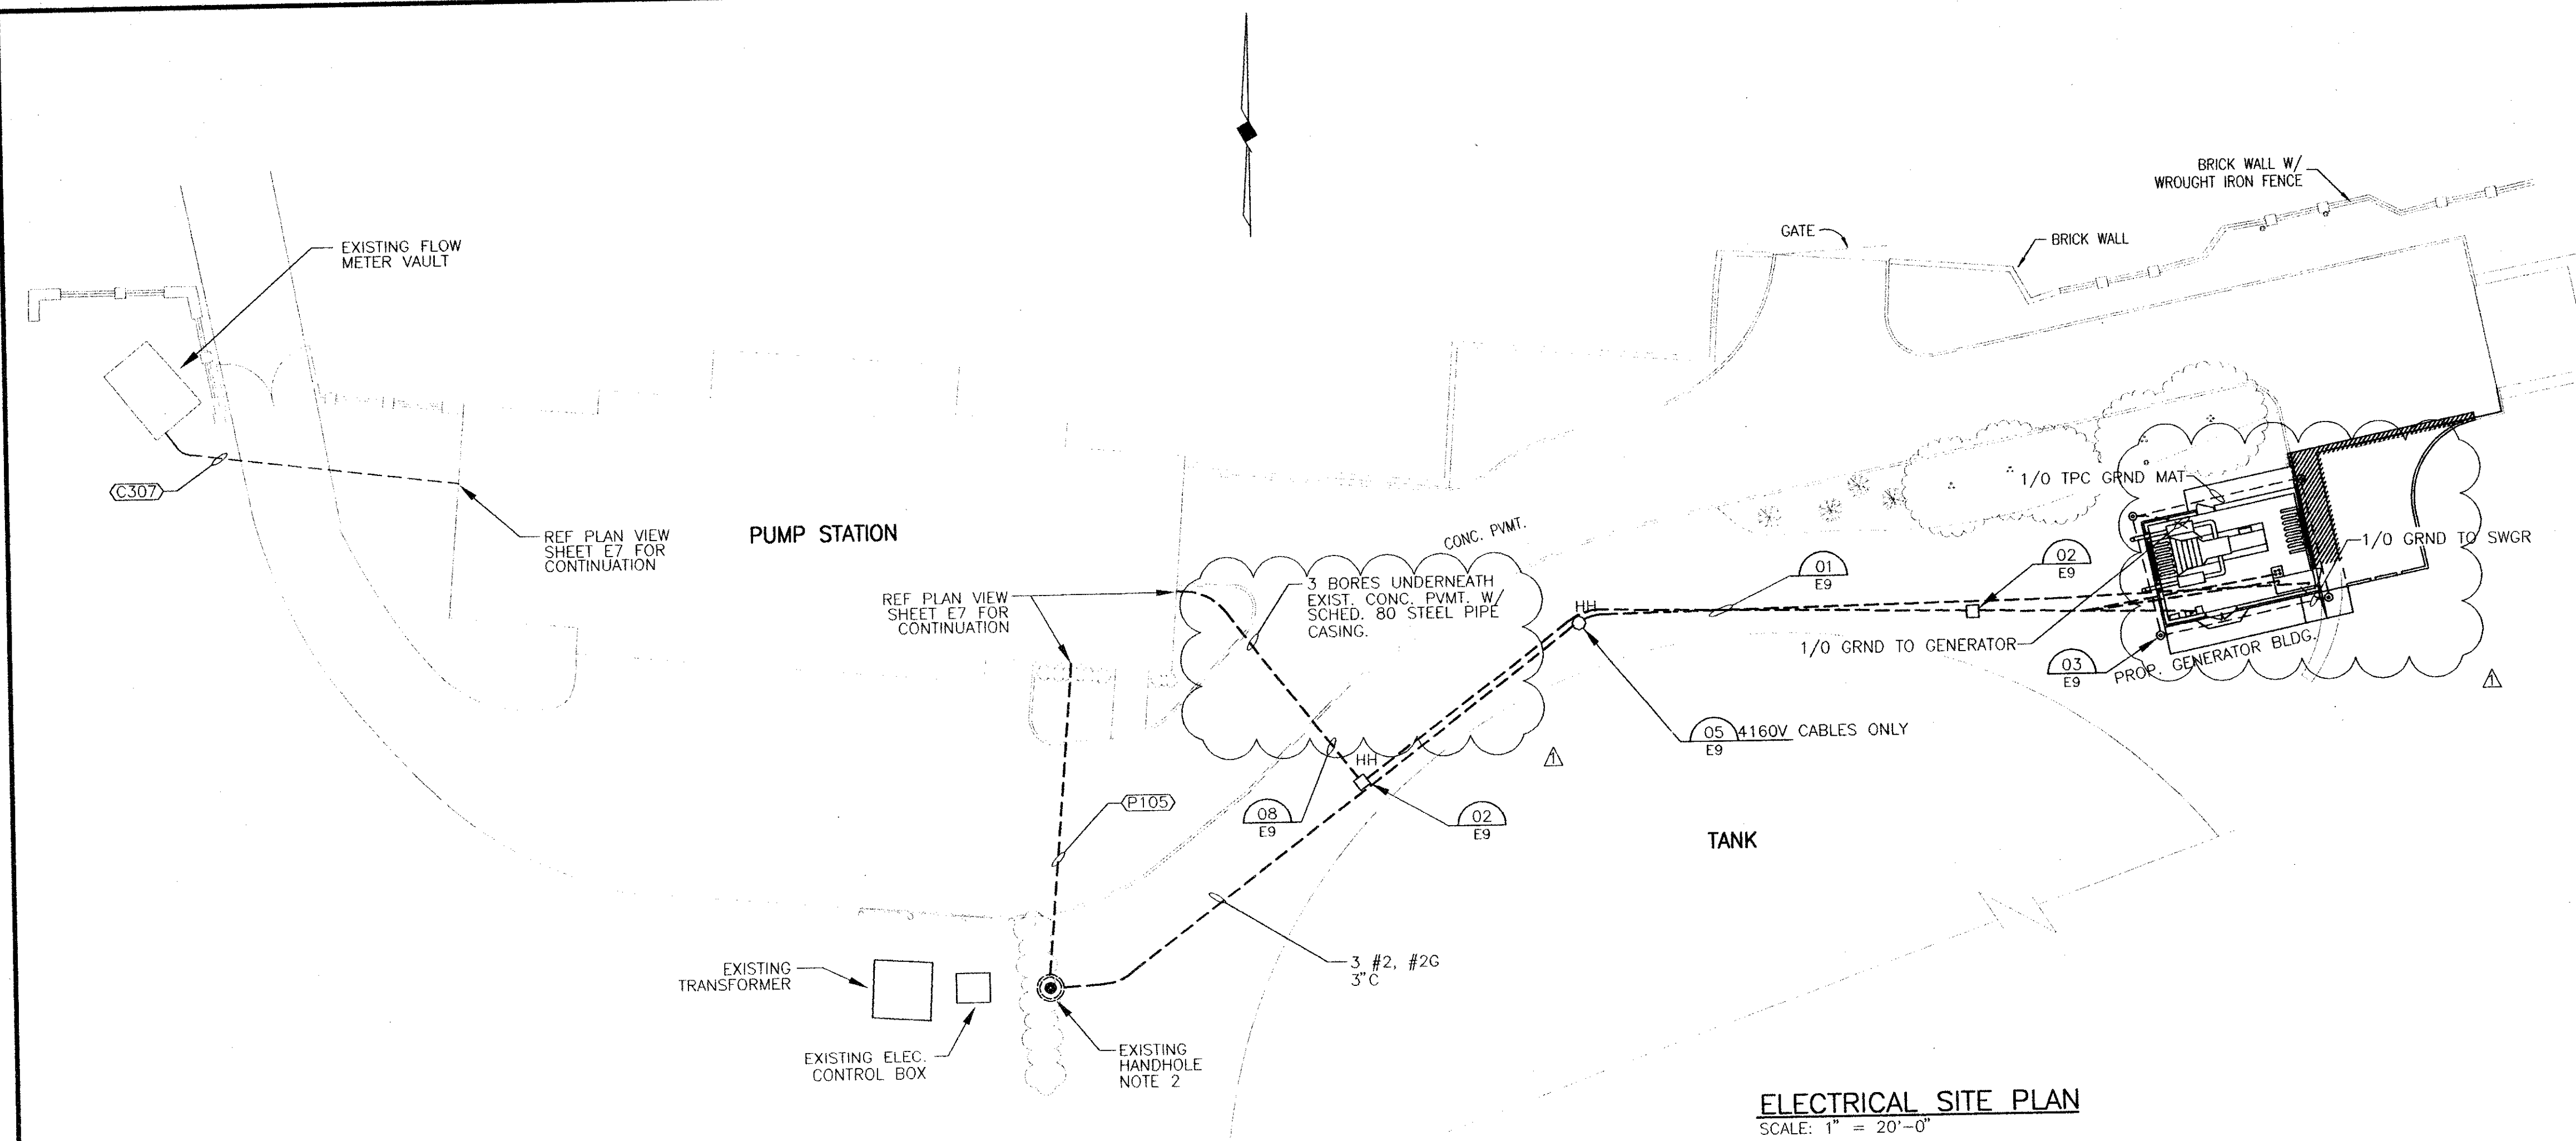 BRICK WALL W/
WROUGHT IRON FENCE
GATE
BRICK WALL
EXISTING FLOW
METER VAULT
C307
REF PLAN VIEW
SHEET E7 FOR
CONTINUATION
PUMP STATION
CONC. PVMT.
1/0 TPC GRND MAT
1/0 GRND TO SWGR
REF PLAN VIEW
SHEET E7 FOR
CONTINUATION
3 BORES UNDERNEATH
EXIST. CONC. PVMT. W/
SCHED. 80 STEEL PIPE
CASING.
HH
01
E9
02
E9
1/0 GRND TO GENERATOR
03
E9
PROP. GENERATOR BLDG.
1
05
E9
4160V CABLES ONLY
1
HH
P105
08
E9
02
E9
TANK
3 #2, #2G
3"C
EXISTING
TRANSFORMER
EXISTING ELEC.
CONTROL BOX
EXISTING
HANDHOLE
NOTE 2
ELECTRICAL SITE PLAN
SCALE: 1" = 20'-0"